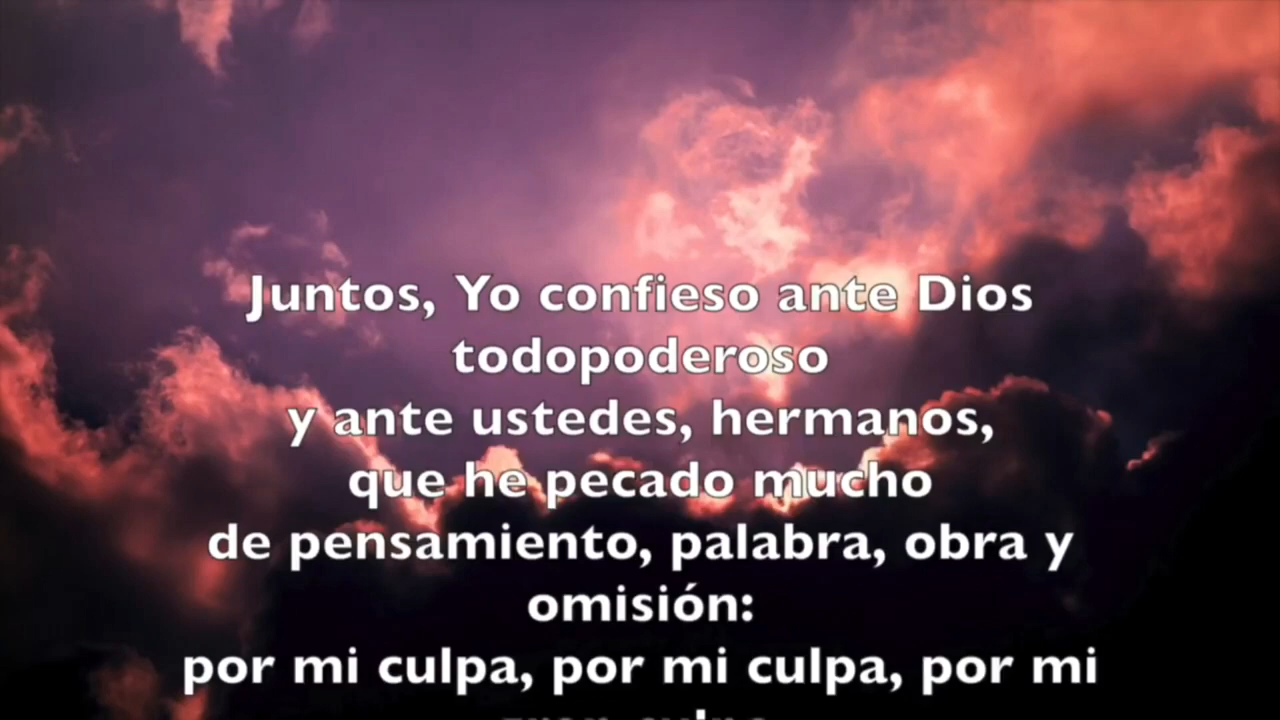 Juntos, Yo confieso ante Dios
todopoderoso
y ante ustedes, hermanos,
que he pecado mucho
de pensamiento, palabra, obra y
omisión:
por mi culpa, por mi culpa, por mi